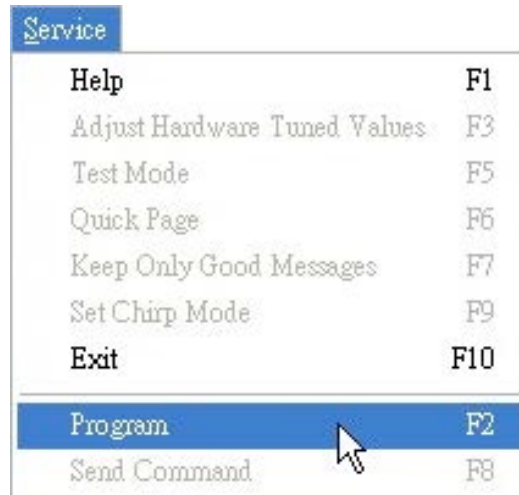 Service
Help F1
Adjust Hardware Tuned Values F3
Test Mode F5
Quick Page F6
Keep Only Good Messages F7
Set Chirp Mode F9
Exit F10
Program F2
Send Command F8